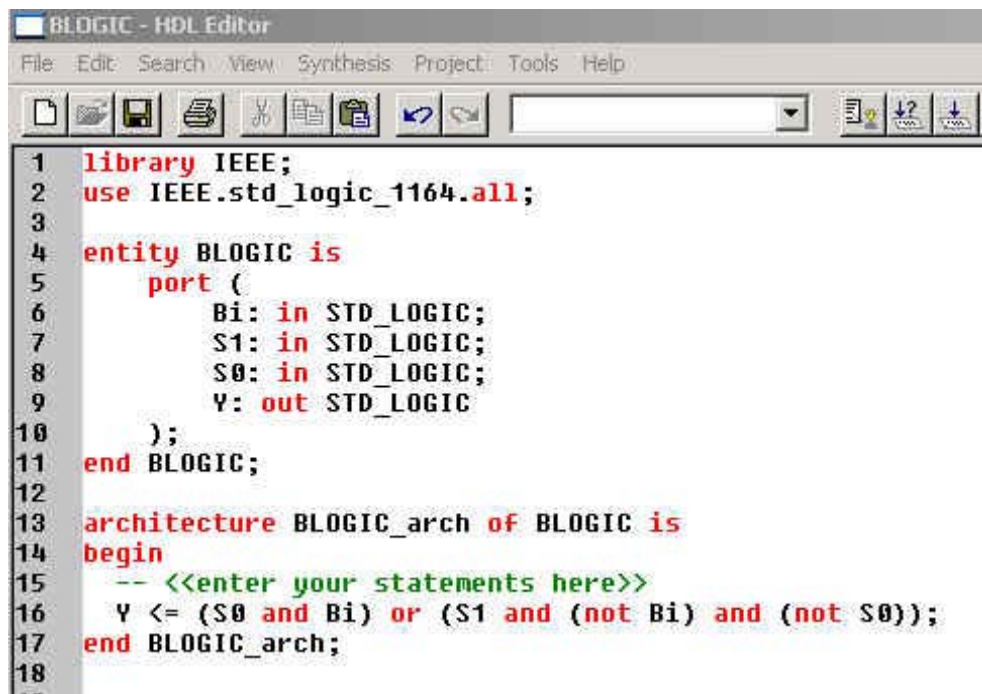 BLOGIC - HDL Editor
File Edit Search View Synthesis Project Tools Help
1 library IEEE;
2 use IEEE.std_logic_1164.all;
3
4 entity BLOGIC is
5 port (
6 Bi: in STD_LOGIC;
7 S1: in STD_LOGIC;
8 S0: in STD_LOGIC;
9 Y: out STD_LOGIC
10 );
11 end BLOGIC;
12
13 architecture BLOGIC_arch of BLOGIC is
14 begin
15 -- <<enter your statements here>>
16 Y <= (S0 and Bi) or (S1 and (not Bi) and (not S0));
17 end BLOGIC_arch;
18